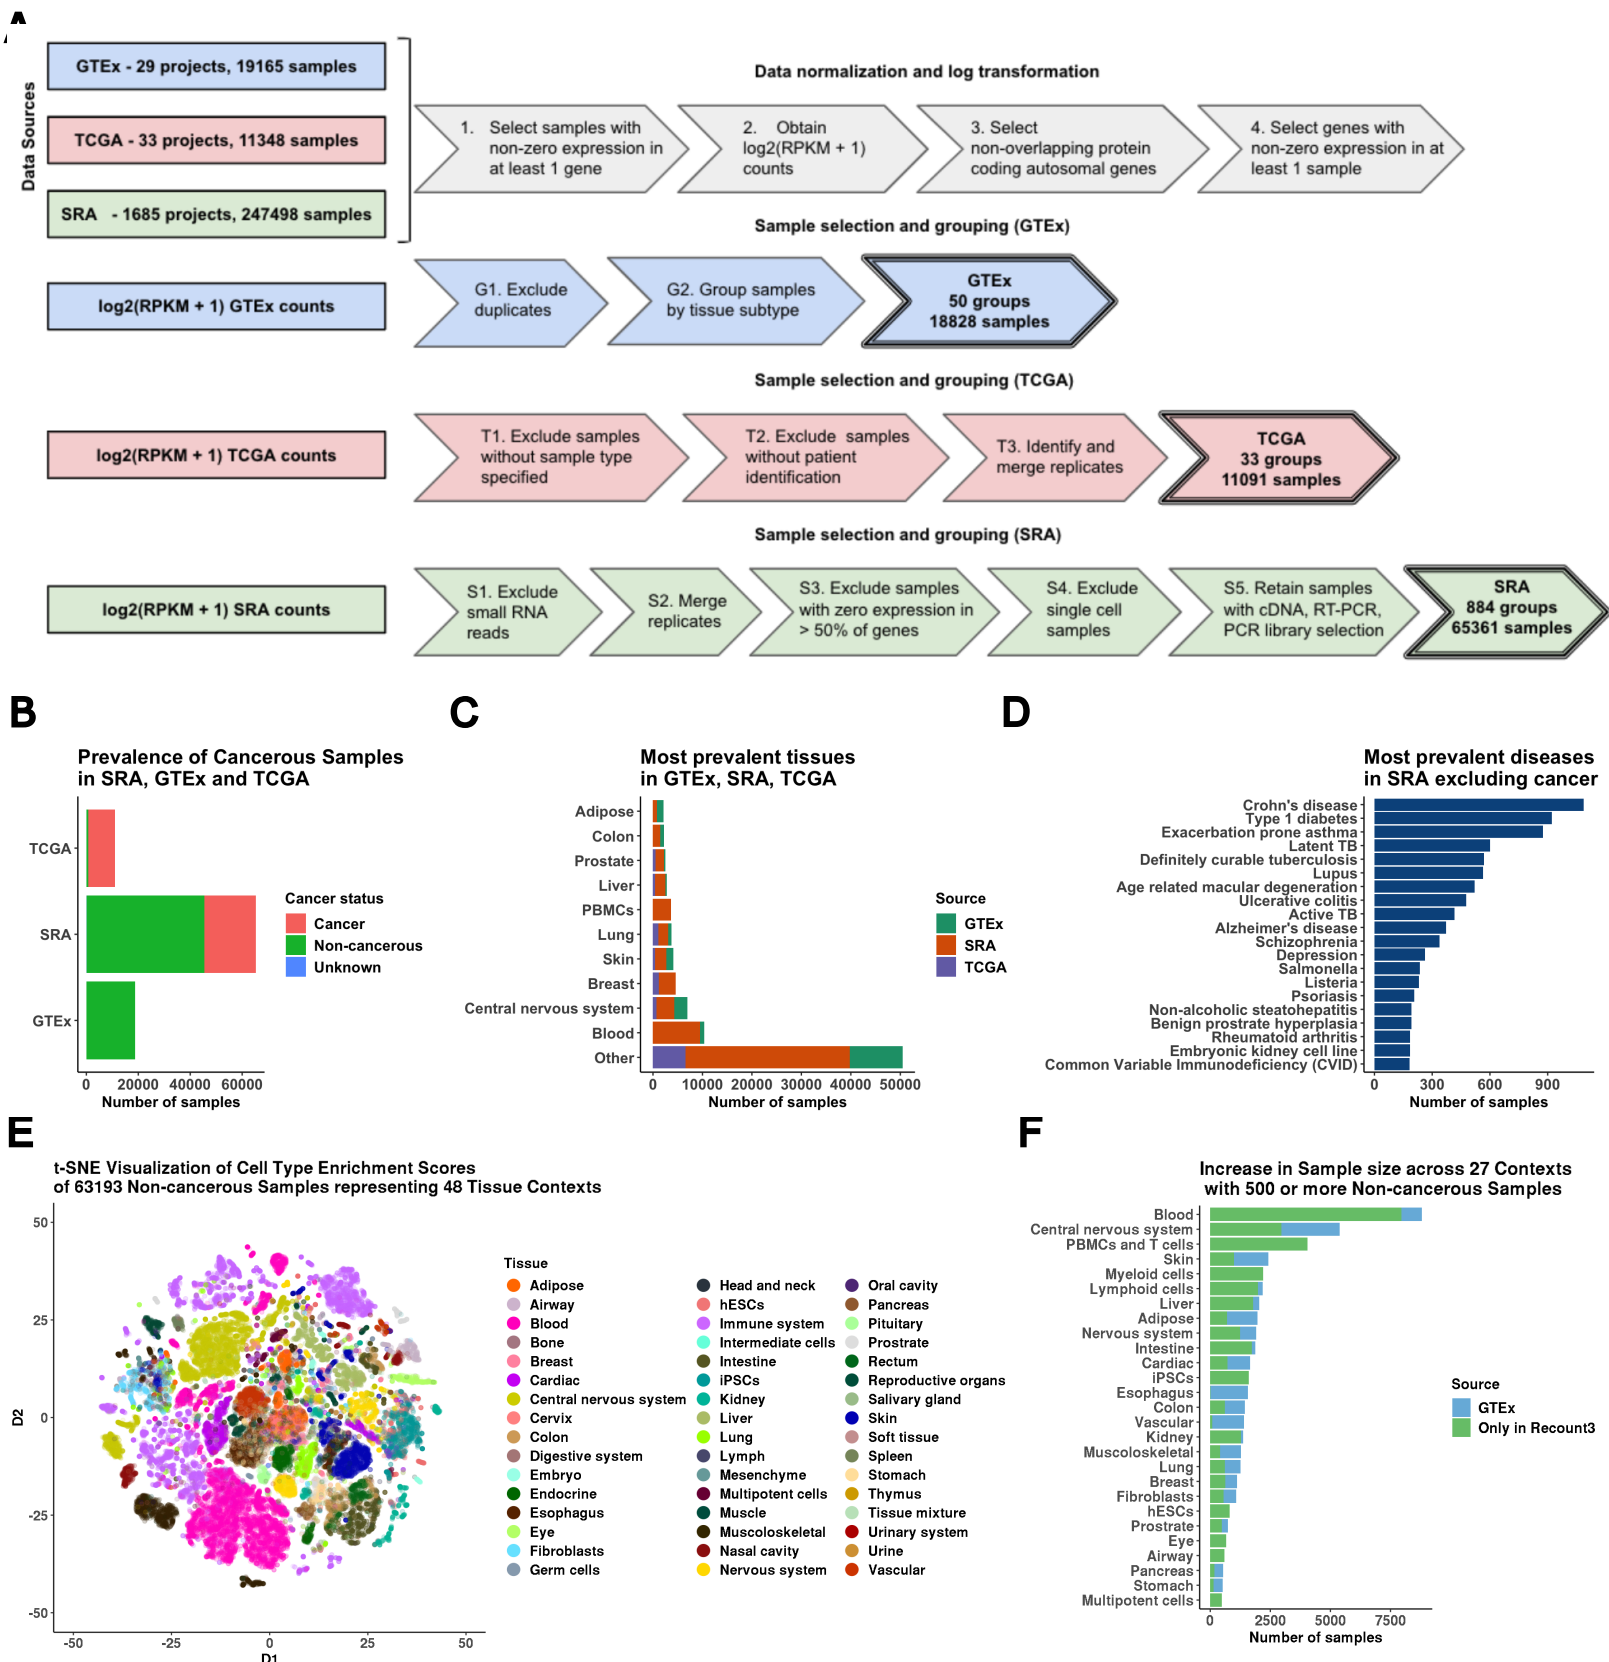 A
Data Sources
GTEx - 29 projects, 19165 samples
TCGA - 33 projects, 11348 samples
SRA - 1685 projects, 247498 samples
Data normalization and log transformation
1. Select samples with
non-zero expression in
at least 1 gene
2. Obtain
log2(RPKM + 1)
counts
3. Select
non-overlapping protein
coding autosomal genes
4. Select genes with
non-zero expression in at
least 1 sample
Sample selection and grouping (GTEx)
log2(RPKM + 1) GTEx counts
G1. Exclude
duplicates
G2. Group samples
by tissue subtype
GTEx
50 groups
18828 samples
Sample selection and grouping (TCGA)
log2(RPKM + 1) TCGA counts
T1. Exclude samples
without sample type
specified
T2. Exclude samples
without patient
identification
T3. Identify and
merge replicates
TCGA
33 groups
11091 samples
Sample selection and grouping (SRA)
log2(RPKM + 1) SRA counts
S1. Exclude
small RNA
reads
S2. Merge
replicates
S3. Exclude samples
with zero expression in
> 50% of genes
S4. Exclude
single cell
samples
S5. Retain samples
with cDNA, RT-PCR,
PCR library selection
SRA
884 groups
65361 samples
B
Prevalence of Cancerous Samples
in SRA, GTEx and TCGA
TCGA
SRA
GTEx
0 20000 40000 60000
Number of samples
Cancer status
Cancer
Non-cancerous
Unknown
C
Most prevalent tissues
in GTEx, SRA, TCGA
Adipose
Colon
Prostate
Liver
PBMCs
Lung
Skin
Breast
Central nervous system
Blood
Other
0 10000 20000 30000 40000 50000
Number of samples
Source
GTEx
SRA
TCGA
D
Most prevalent diseases
in SRA excluding cancer
Crohn's disease
Type 1 diabetes
Exacerbation prone asthma
Latent TB
Definitely curable tuberculosis
Lupus
Age related macular degeneration
Ulcerative colitis
Active TB
Alzheimer's disease
Schizophrenia
Depression
Salmonella
Listeria
Psoriasis
Non-alcoholic steatohepatitis
Benign prostate hyperplasia
Rheumatoid arthritis
Embryonic kidney cell line
Common Variable Immunodeficiency (CVID)
0 300 600 900
Number of samples
E
t-SNE Visualization of Cell Type Enrichment Scores
of 63193 Non-cancerous Samples representing 48 Tissue Contexts
D2
50
25
0
-25
-50
-50 -25 0 25 50
D1
Tissue
Adipose
Airway
Blood
Bone
Breast
Cardiac
Central nervous system
Cervix
Colon
Digestive system
Embryo
Endocrine
Esophagus
Eye
Fibroblasts
Germ cells
Head and neck
hESCs
Immune system
Intermediate cells
Intestine
iPSCs
Kidney
Liver
Lung
Lymph
Mesenchyme
Multipotent cells
Muscle
Muscoloskeletal
Nasal cavity
Nervous system
Oral cavity
Pancreas
Pituitary
Prostrate
Rectum
Reproductive organs
Salivary gland
Skin
Soft tissue
Spleen
Stomach
Thymus
Tissue mixture
Urinary system
Urine
Vascular
F
Increase in Sample size across 27 Contexts
with 500 or more Non-cancerous Samples
Blood
Central nervous system
PBMCs and T cells
Skin
Myeloid cells
Lymphoid cells
Liver
Adipose
Nervous system
Intestine
Cardiac
iPSCs
Esophagus
Colon
Vascular
Kidney
Muscoloskeletal
Lung
Breast
Fibroblasts
hESCs
Prostrate
Eye
Airway
Pancreas
Stomach
Multipotent cells
0 2500 5000 7500
Number of samples
Source
GTEx
Only in Recount3